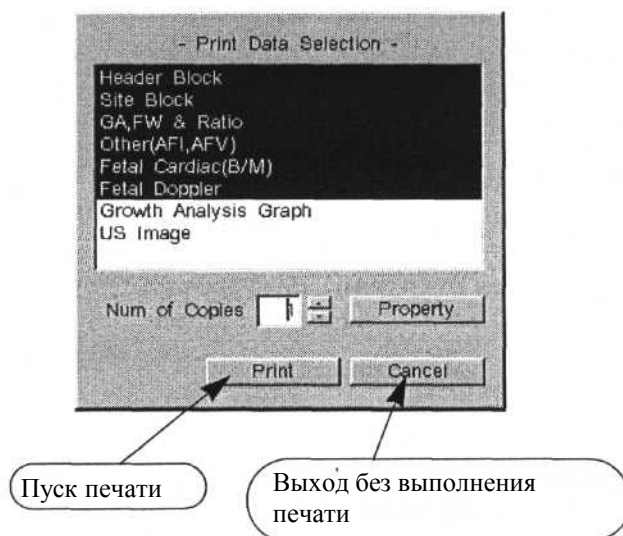 - Print Data Selection -
Header Block
Site Block
GA,FW & Ratio
Other(AFI,AFV)
Fetal Cardiac(B/M)
Fetal Doppler
Growth Analysis Graph
US Image
Num of Copies 1 Property
Print Cancel
Пуск печати
Выход без выполнения
печати